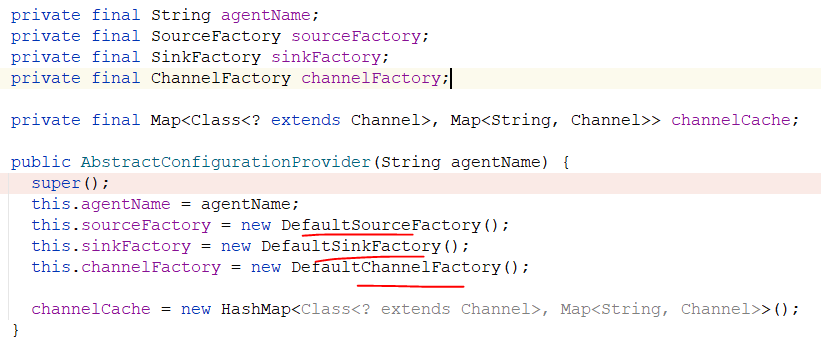 private final String agentName;
private final SourceFactory sourceFactory;
private final SinkFactory sinkFactory;
private final ChannelFactory channelFactory;
private final Map<Class<? extends Channel>, Map<String, Channel>> channelCache;
public AbstractConfigurationProvider(String agentName) {
super();
this.agentName = agentName;
this.sourceFactory = new DefaultSourceFactory();
this.sinkFactory = new DefaultSinkFactory();
this.channelFactory = new DefaultChannelFactory();
channelCache = new HashMap<Class<? extends Channel>, Map<String, Channel>>();
}